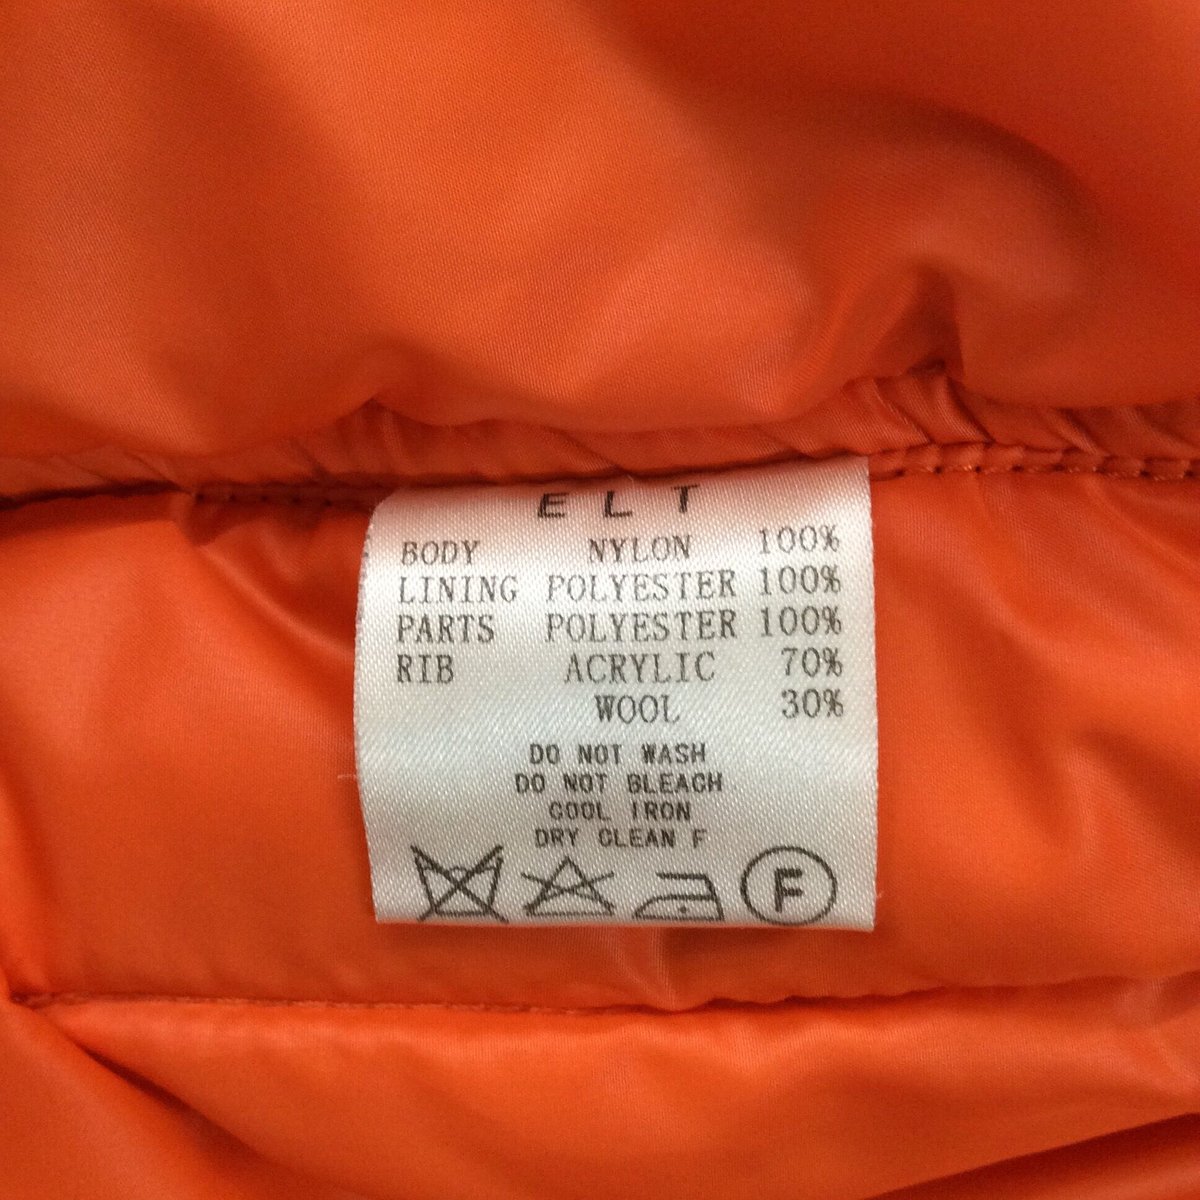 ELT
BODY NYLON 100%
LINING POLYESTER 100%
PARTS POLYESTER 100%
RIB ACRYLIC 70%
WOOL 30%
DO NOT WASH
DO NOT BLEACH
COOL IRON
DRY CLEAN F
F